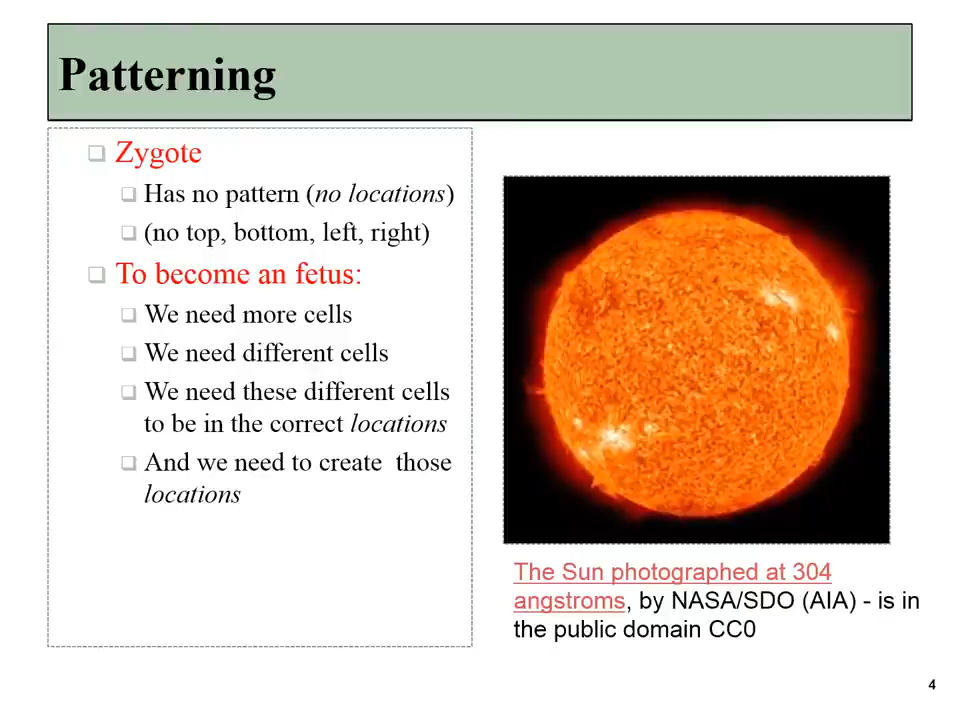 Patterning
Zygote
Has no pattern (no locations)
(no top, bottom, left, right)
To become an fetus:
We need more cells
We need different cells
We need these different cells
to be in the correct locations
And we need to create  those
locations
The Sun photographed at 304
angstroms, by NASA/SDO (AIA) - is in
the public domain CC0
4